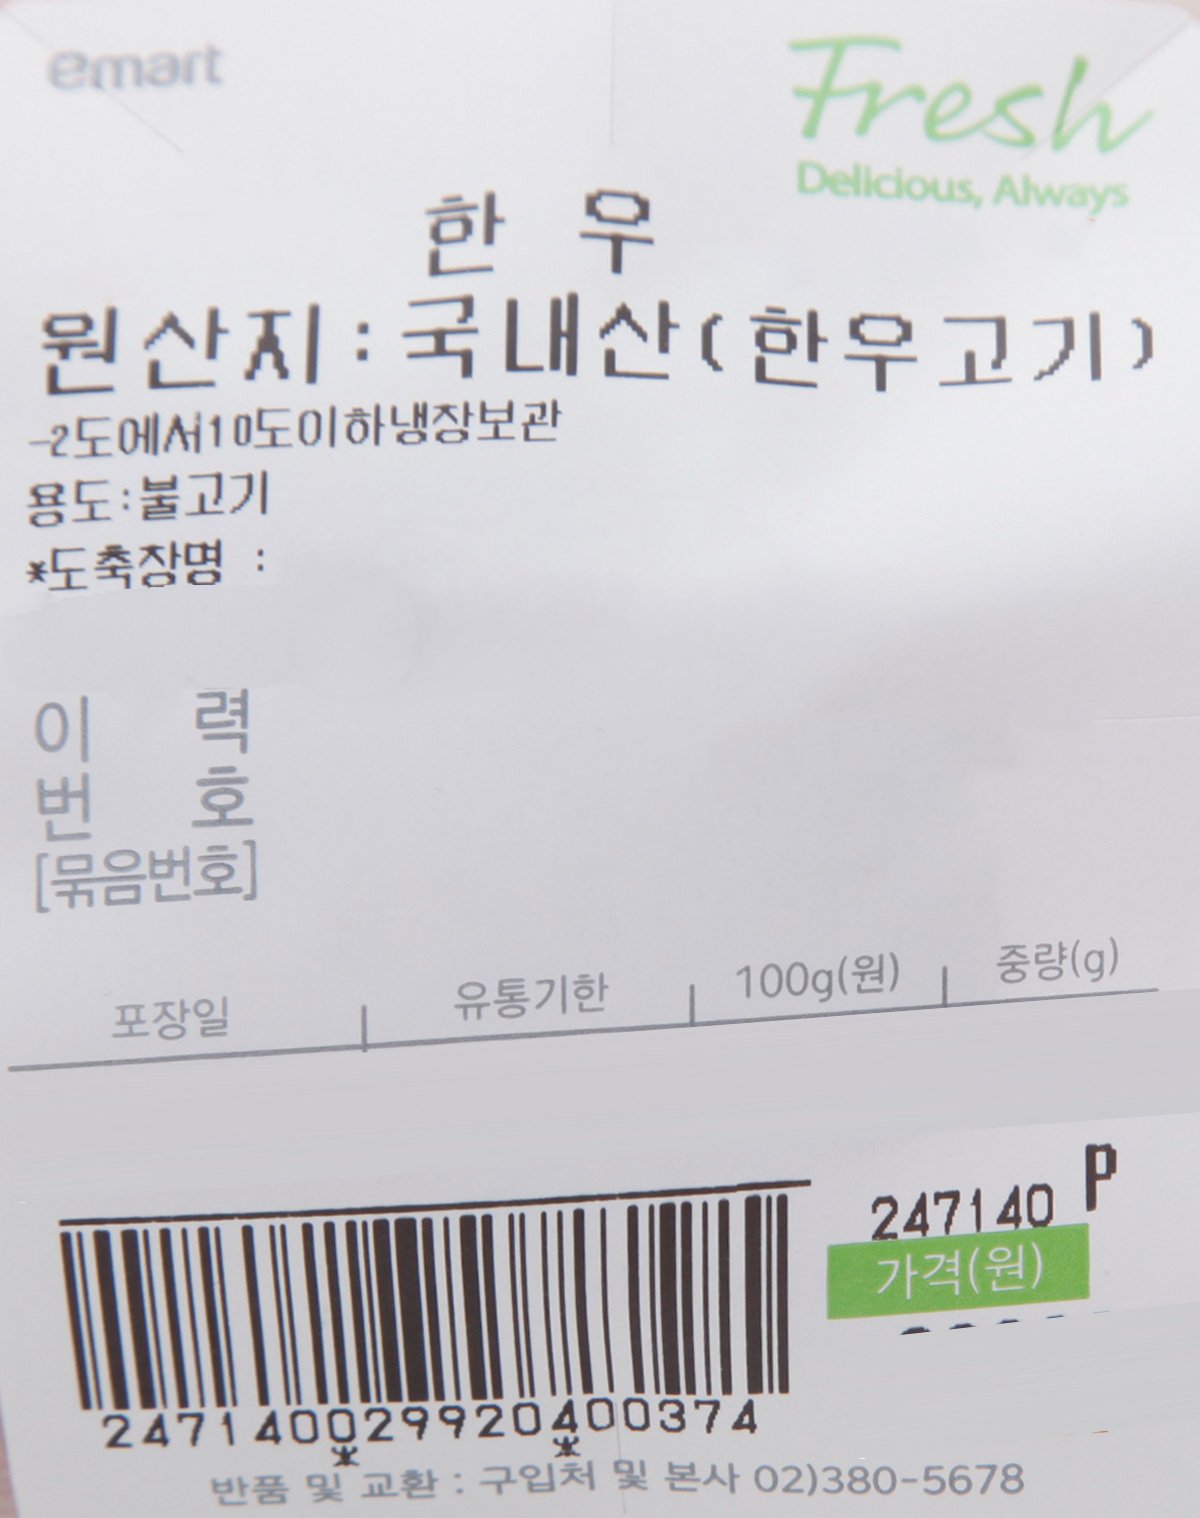 emart
Fresh
Delicious, Always
한 우
원산지:국내산(한우고기)
-2도에서10도이하냉장보관
용도:불고기
*도축장명 :
이 력
번 호
[묶음번호]
포장일 유통기한 100g(원) 중량(g)
247140 P
가격(원)
247140029920400374
반품 및 교환 : 구입처 및 본사 02)380-5678